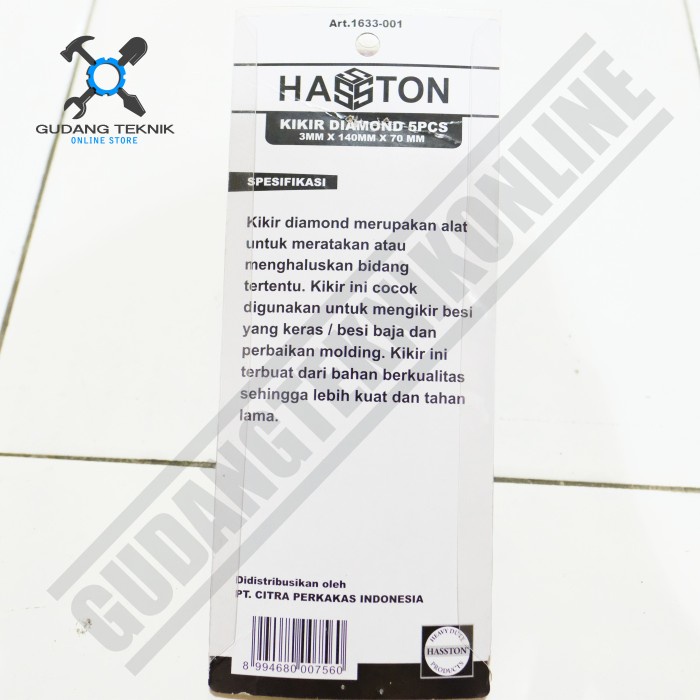 Art.1633-001
GUDANG TEKNIK
ONLINE STORE
HASSTON
KIKIR DIAMOND 5PCS
3MM X 140MM X 70 MM
SPESIFIKASI
Kikir diamond merupakan alat
untuk meratakan atau
menghaluskan bidang
tertentu. Kikir ini cocok
digunakan untuk mengikir besi
yang keras / besi baja dan
perbaikan molding. Kikir ini
terbuat dari bahan berkualitas
sehingga lebih kuat dan tahan
lama.
GUDANGTEKNIKONLINE
Didistribusikan oleh
PT. CITRA PERKAKAS INDONESIA
8 994680 007560
HEAVY DUTY
HASSTON
PRODUCTS